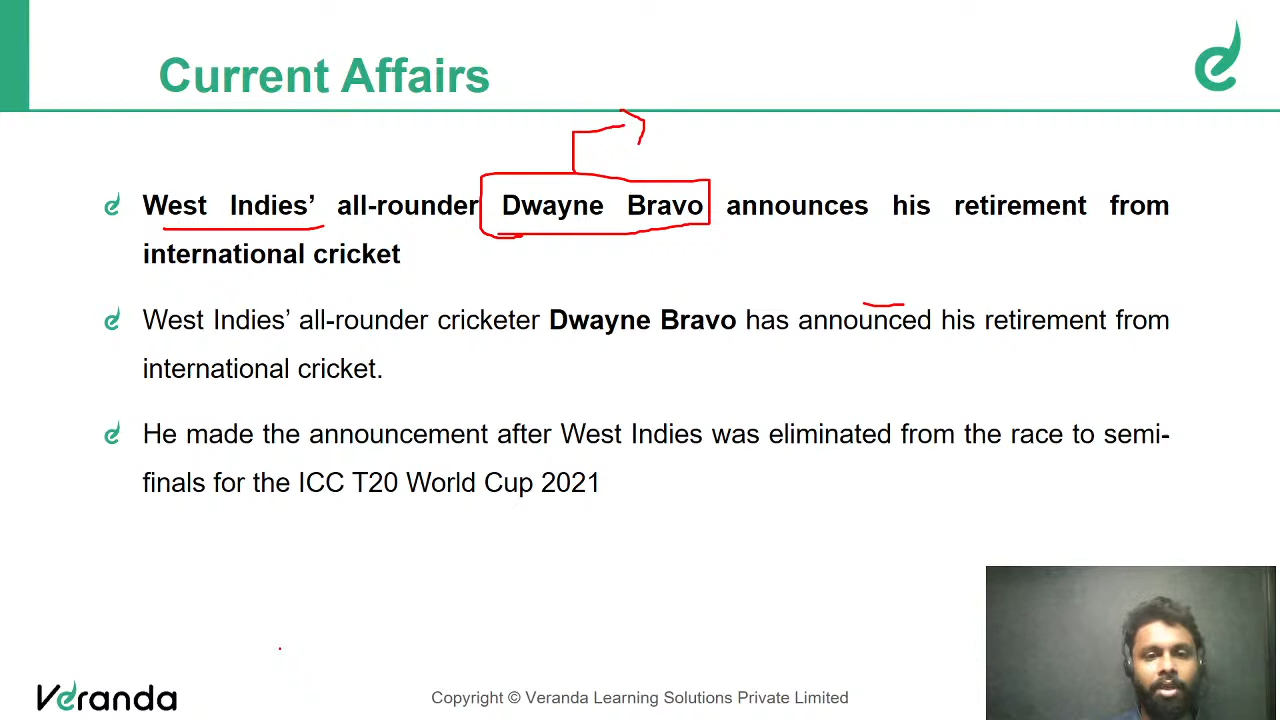 Current Affairs
West Indies’ all-rounder Dwayne Bravo announces his retirement from
international cricket
West Indies’ all-rounder cricketer Dwayne Bravo has announced his retirement from
international cricket.
He made the announcement after West Indies was eliminated from the race to semi-
finals for the ICC T20 World Cup 2021
Veranda
Copyright © Veranda Learning Solutions Private Limited